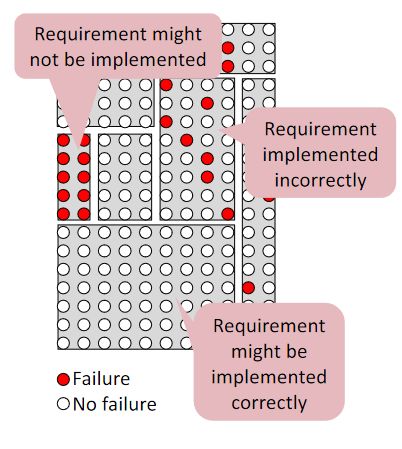 Requirement might
not be implemented
Requirement
implemented
incorrectly
Requirement
might be
implemented
correctly
Failure
No failure